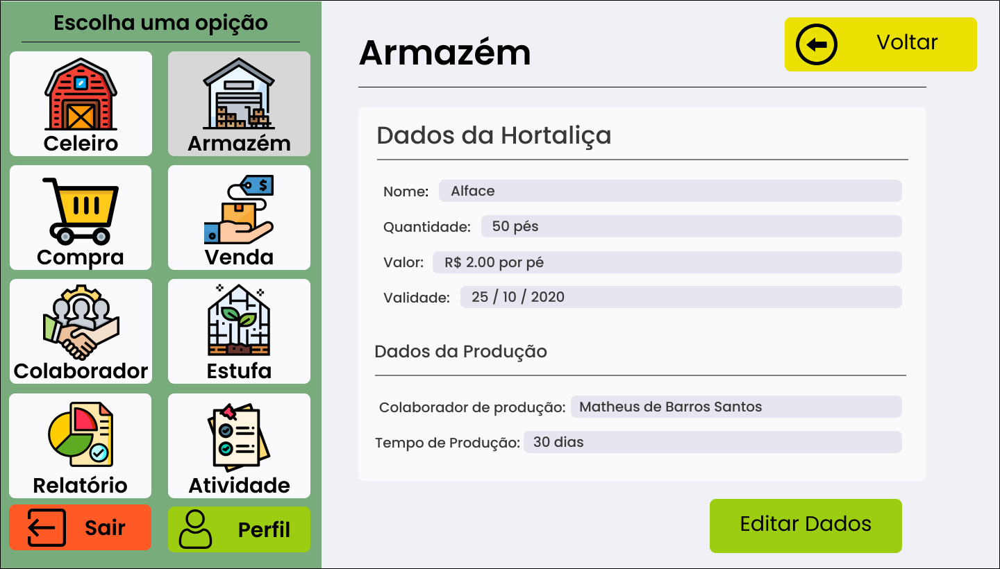 Escolha uma opição
Celeiro
Armazém
Compra
Venda
Colaborador
Estufa
Relatório
Atividade
Sair
Perfil
Armazém
Voltar
Dados da Hortaliça
Nome: Alface
Quantidade: 50 pés
Valor: R$ 2.00 por pé
Validade: 25 / 10 / 2020
Dados da Produção
Colaborador de produção: Matheus de Barros Santos
Tempo de Produção: 30 dias
Editar Dados